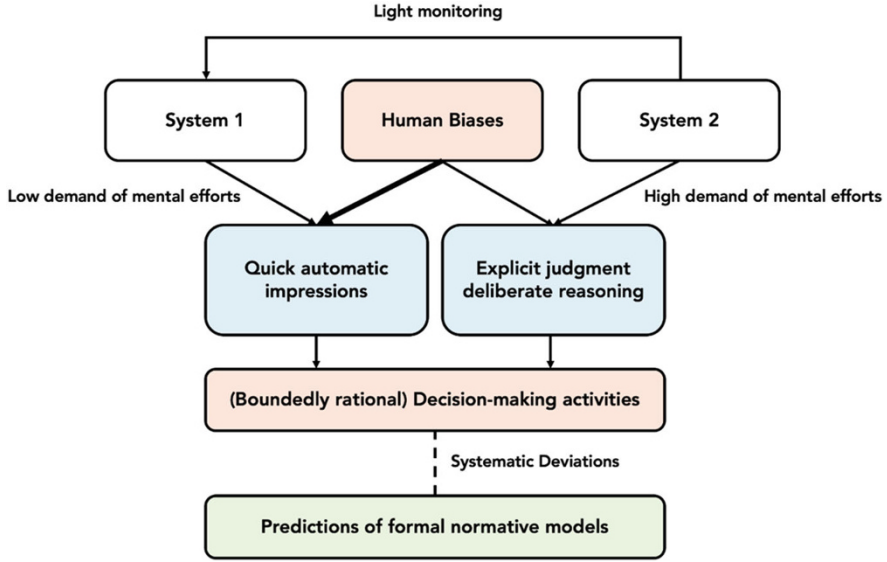 Light monitoring
System 1
Human Biases
System 2
Low demand of mental efforts
High demand of mental efforts
Quick automatic
impressions
Explicit judgment
deliberate reasoning
(Boundedly rational) Decision-making activities
Systematic Deviations
Predictions of formal normative models